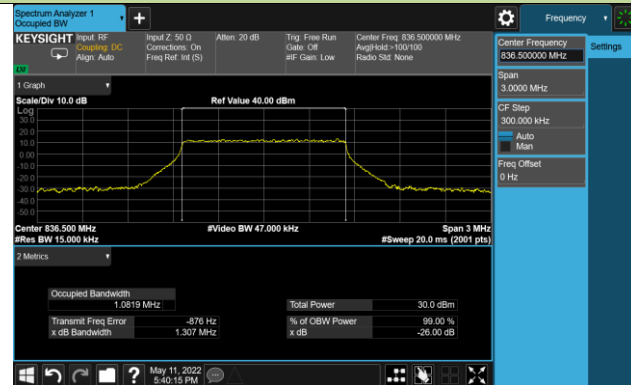 Spectrum Analyzer 1
Occupied BW
Frequency
KEYSIGHT Input: RF Input Z: 50 Ω Atten: 20 dB Trig: Free Run Center Freq: 836.500000 MHz
Coupling: DC Corrections: On Gate: Off Avg|Hold:>100/100
Align: Auto Freq Ref: Int (S) #IF Gain: Low Radio Std: None
LXI
Center Frequency
836.500000 MHz
Settings
Span
3.0000 MHz
CF Step
300.000 kHz
Auto
Man
Freq Offset
0 Hz
1 Graph
Scale/Div 10.0 dB Ref Value 40.00 dBm
Log
30.0
20.0
10.0
0.00
-10.0
-20.0
-30.0
-40.0
-50.0
Center 836.500 MHz #Video BW 47.000 kHz Span 3 MHz
#Res BW 15.000 kHz #Sweep 20.0 ms (2001 pts)
2 Metrics
Occupied Bandwidth
1.0819 MHz Total Power 30.0 dBm
Transmit Freq Error -876 Hz % of OBW Power 99.00 %
x dB Bandwidth 1.307 MHz x dB -26.00 dB
? May 11, 2022
5:40:15 PM